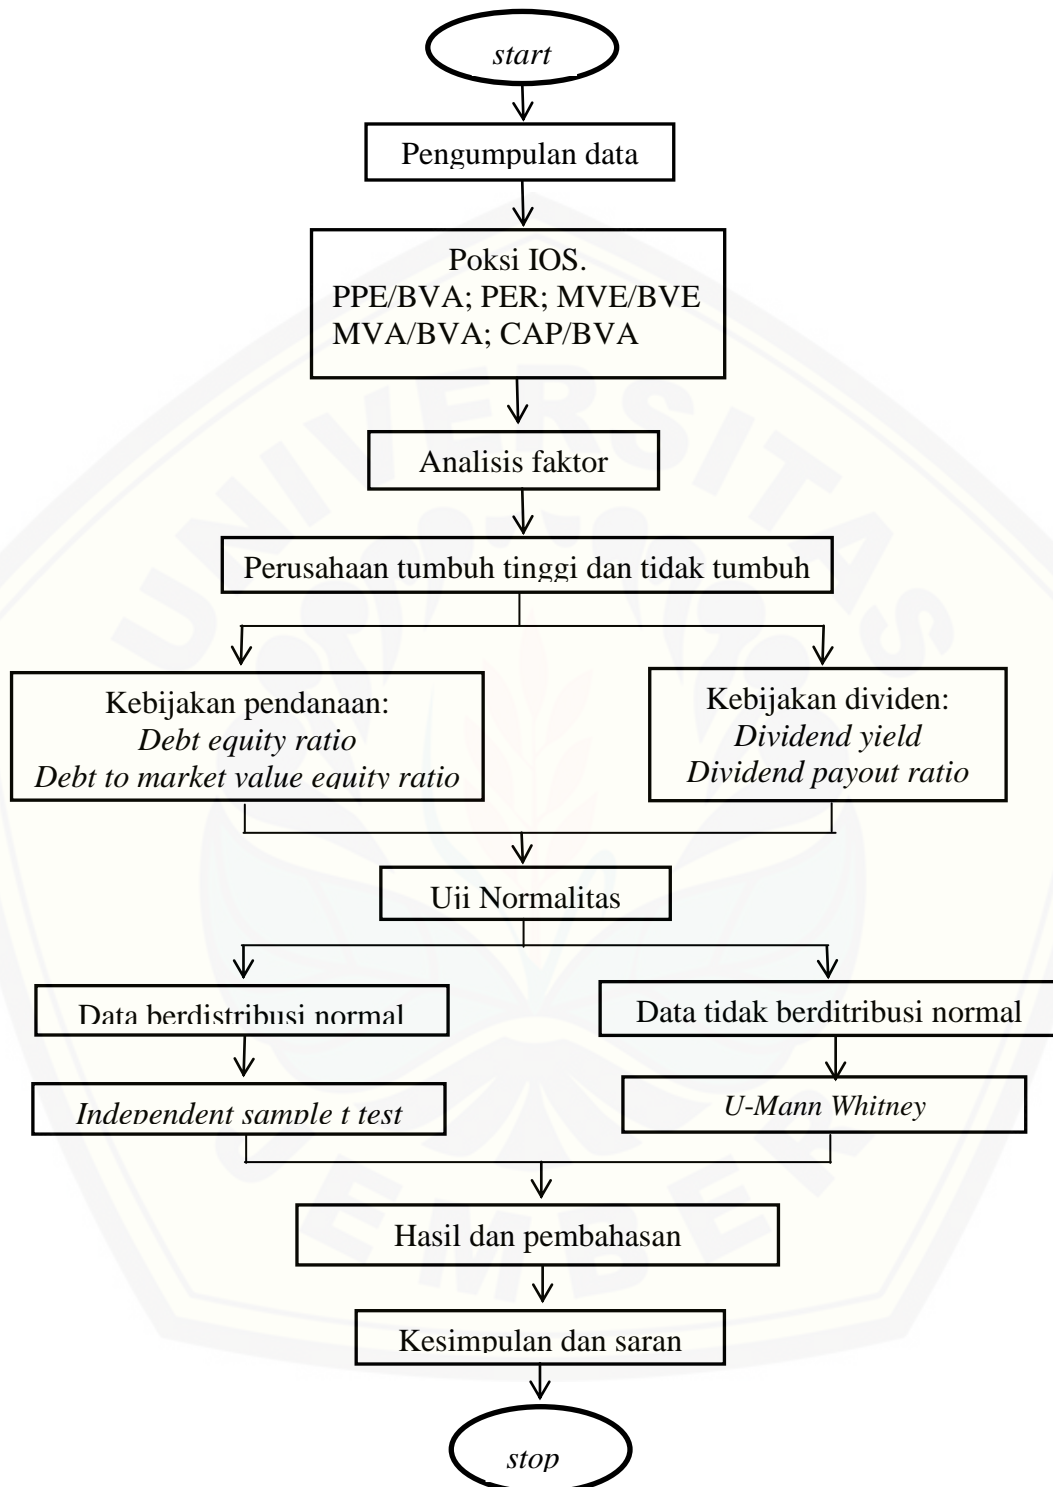 start
Pengumpulan data
Poksi IOS.
PPE/BVA; PER; MVE/BVE
MVA/BVA; CAP/BVA
Analisis faktor
Perusahaan tumbuh tinggi dan tidak tumbuh
Kebijakan pendanaan:
Debt equity ratio
Debt to market value equity ratio
Kebijakan dividen:
Dividend yield
Dividend payout ratio
Uji Normalitas
Data berdistribusi normal
Data tidak berditribusi normal
Independent sample t test
U-Mann Whitney
Hasil dan pembahasan
Kesimpulan dan saran
stop
UNIVERSITAS
JEMBER